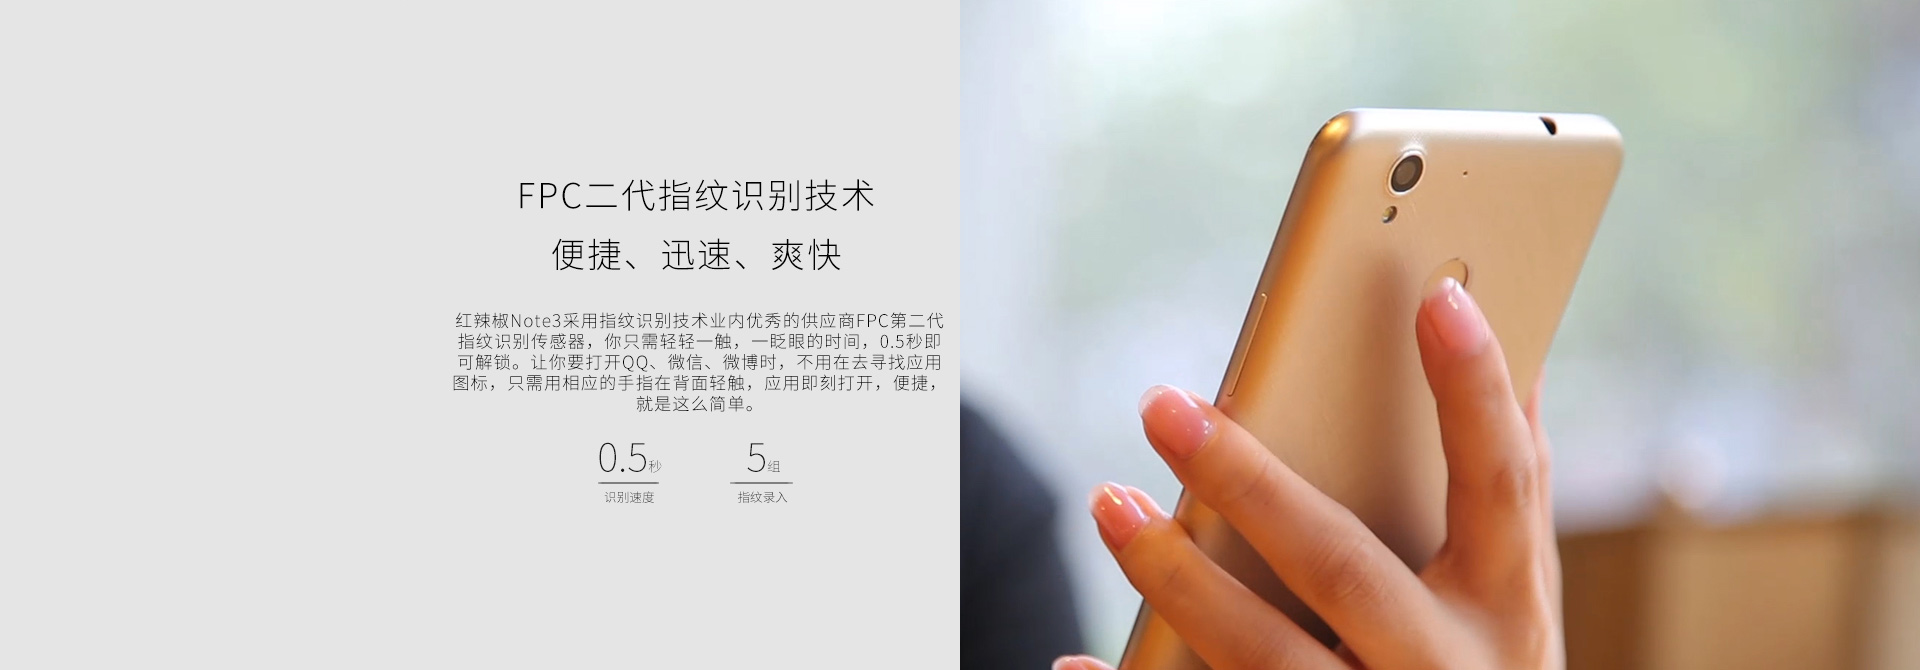 FPC二代指纹识别技术
便捷、迅速、爽快
红辣椒Note3采用指纹识别技术业内优秀的供应商FPC第二代
指纹识别传感器，你只需轻轻一触，一眨眼的时间，0.5秒即
可解锁。让你要打开QQ、微信、微博时，不用在去寻找应用
图标，只需用相应的手指在背面轻触，应用即刻打开，便捷，
就是这么简单。
0.5秒 5组
识别速度 指纹录入